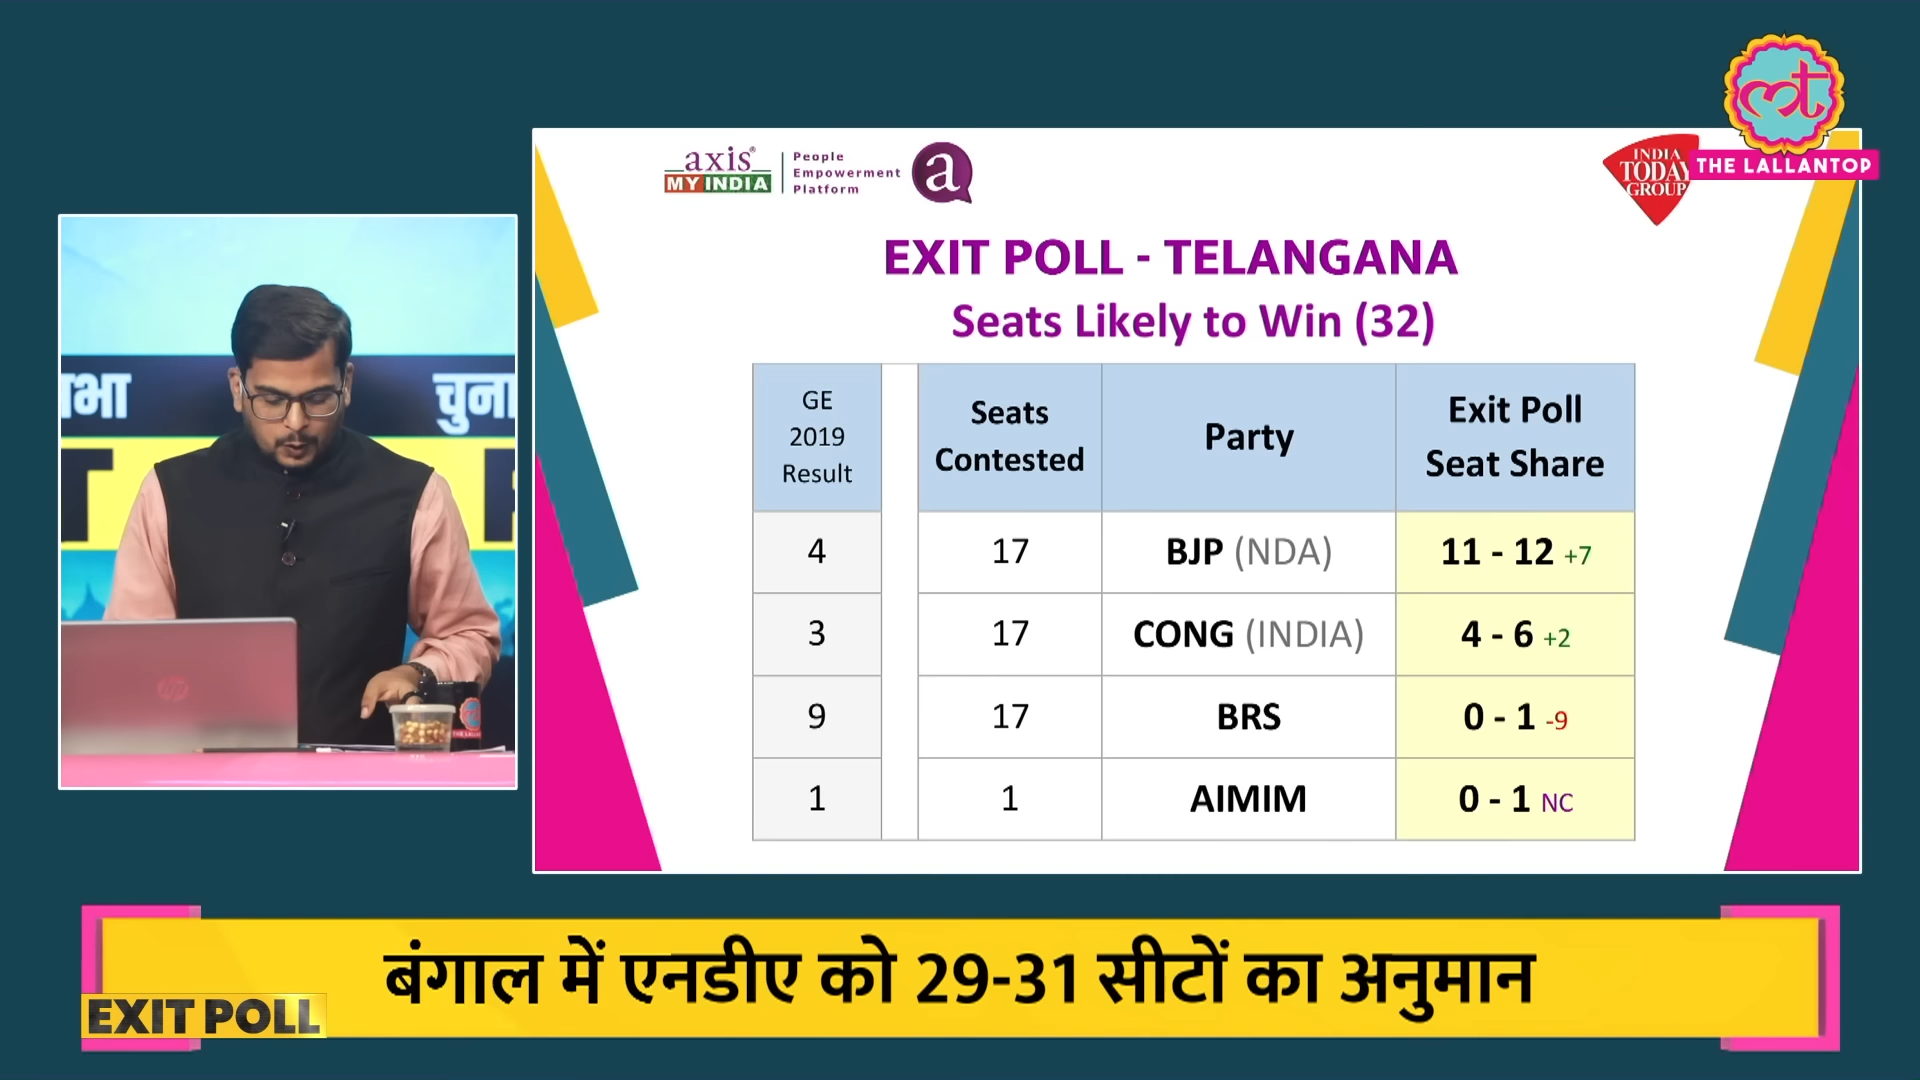 axis
MY INDIA
People
Empowerment
Platform
a
INDIA
TODAY
GROUP
THE LALLANTOP
EXIT POLL - TELANGANA
Seats Likely to Win (32)
GE 2019 Result
Seats Contested
Party
Exit Poll Seat Share
4 17 BJP (NDA) 11 - 12 +7
3 17 CONG (INDIA) 4 - 6 +2
9 17 BRS 0 - 1 -9
1 1 AIMIM 0 - 1 NC
भा चुना
hp
बंगाल में एनडीए को 29-31 सीटों का अनुमान
EXIT POLL